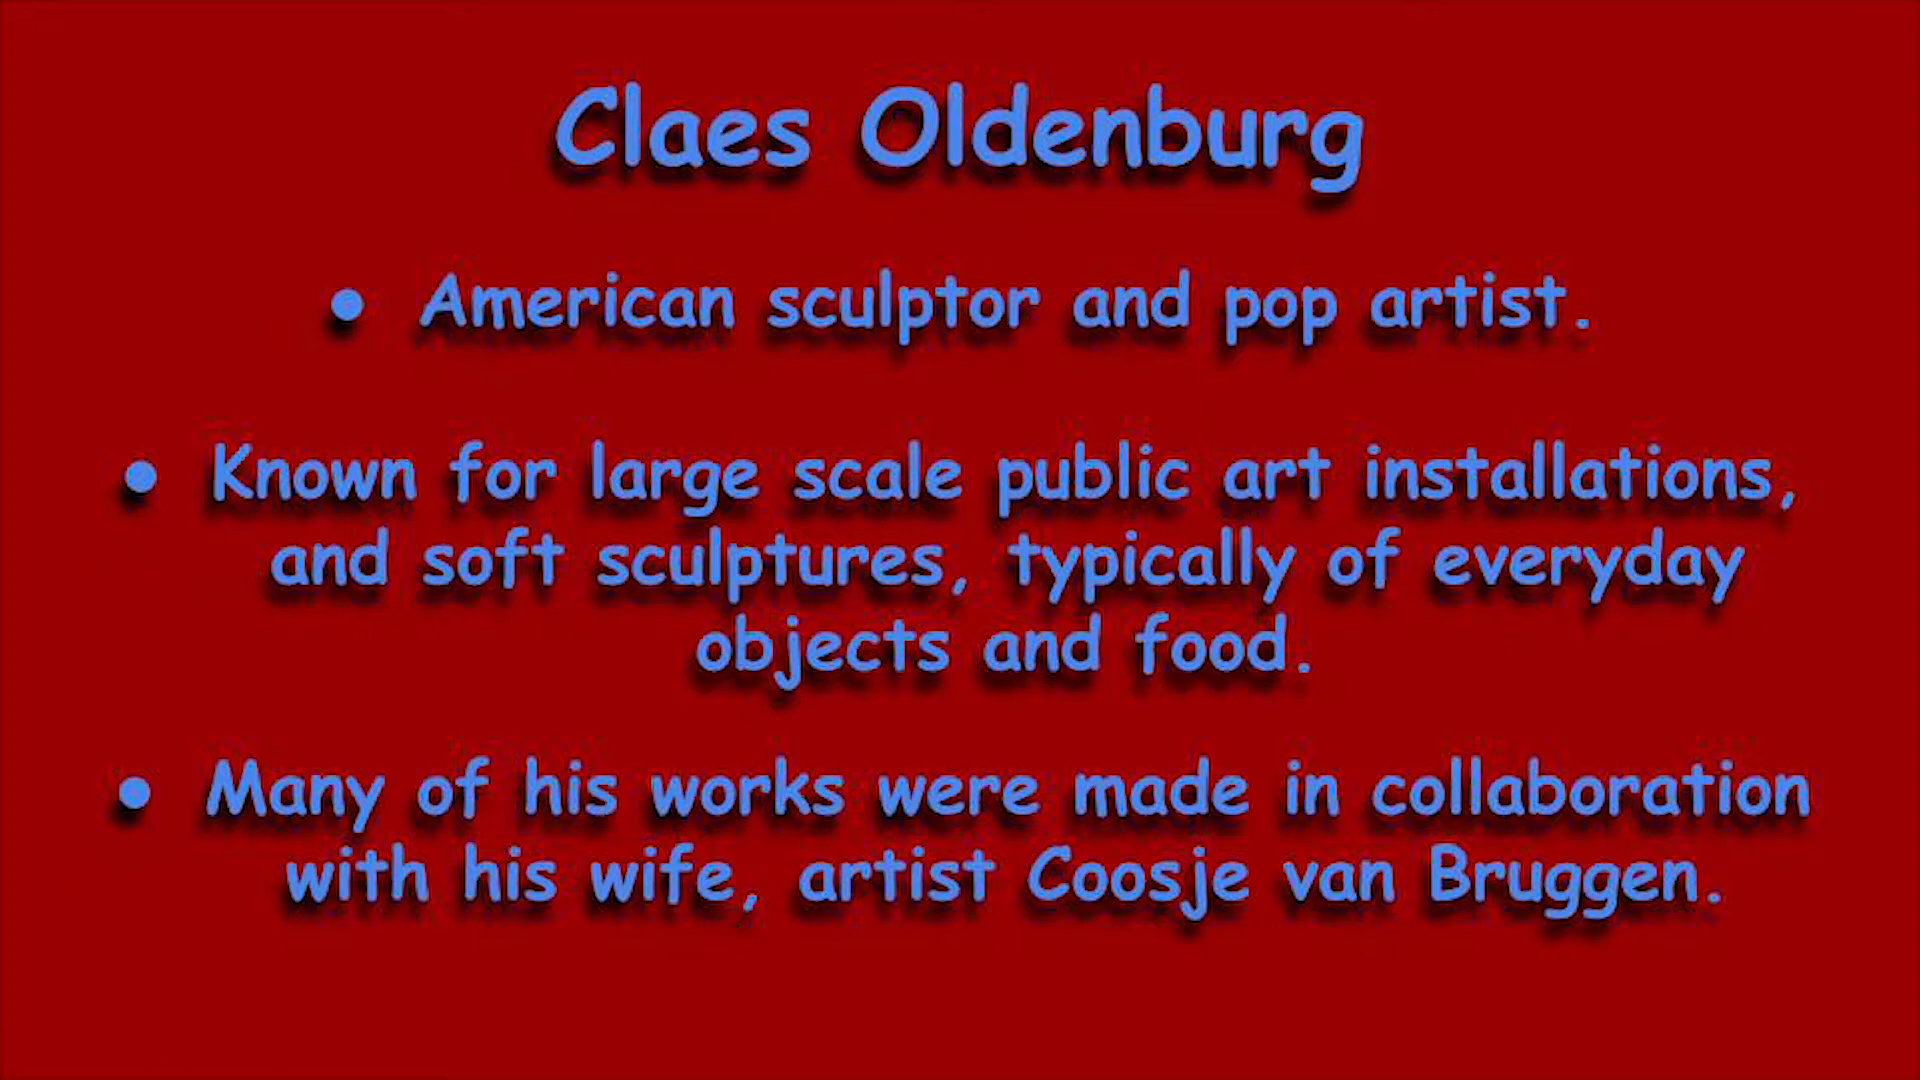 Claes Oldenburg
● American sculptor and pop artist.
● Known for large scale public art installations,
and soft sculptures, typically of everyday
objects and food.
● Many of his works were made in collaboration
with his wife, artist Coosje van Bruggen.